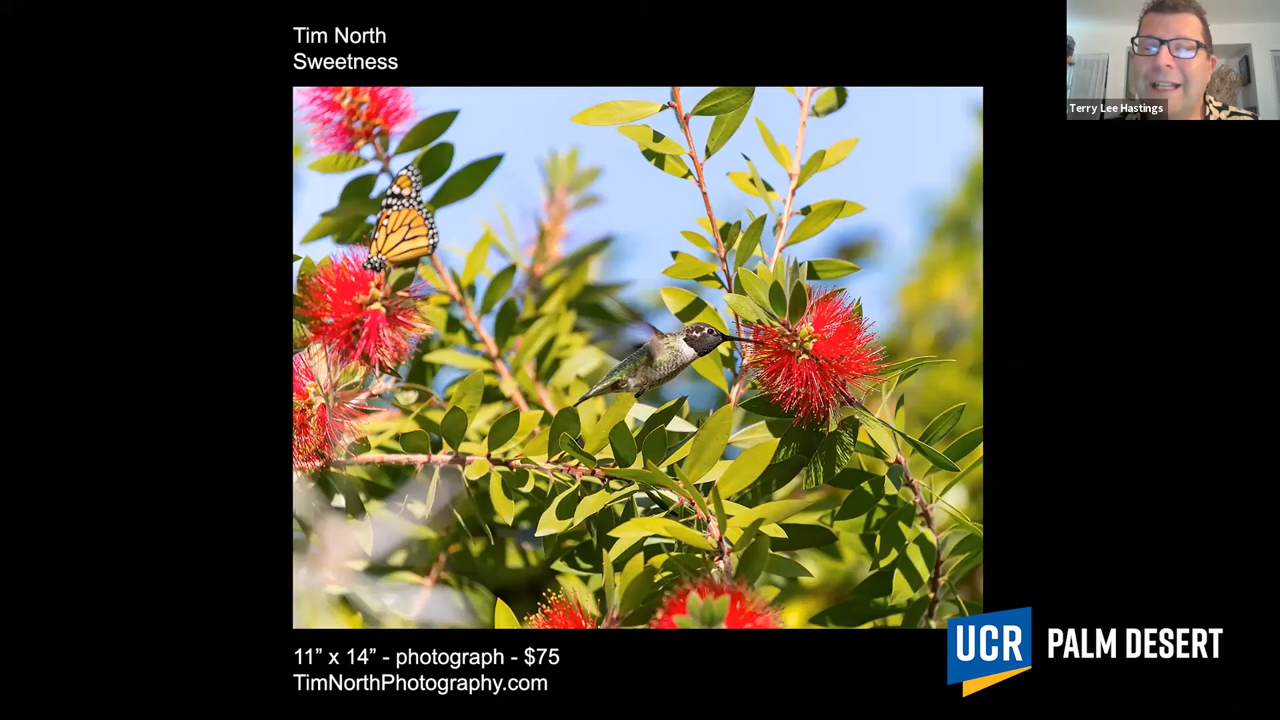 Tim North
Sweetness
Terry Lee Hastings
11” x 14” - photograph - $75
TimNorthPhotography.com
UCR PALM DESERT